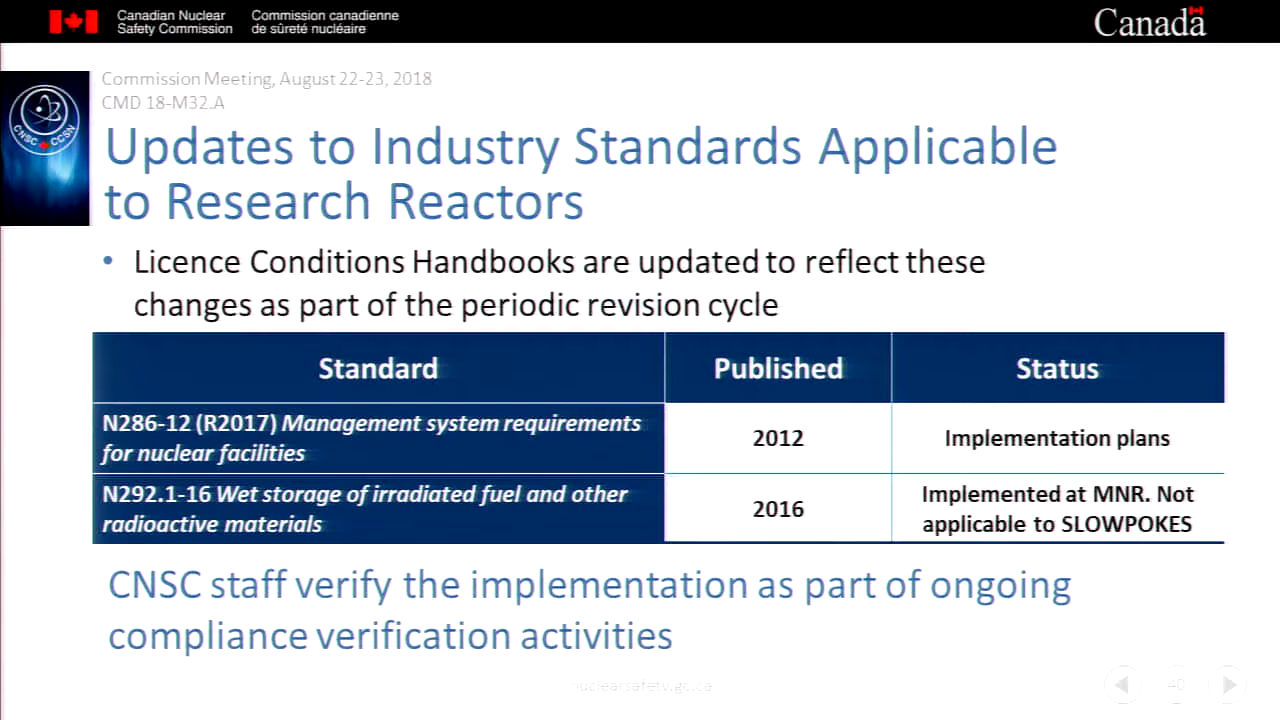 Canadian Nuclear Safety Commission
Commission canadienne de sûreté nucléaire
Canada
Commission Meeting, August 22-23, 2018
CMD 18-M32.A
CNSC CCSN
Updates to Industry Standards Applicable
to Research Reactors
• Licence Conditions Handbooks are updated to reflect these
changes as part of the periodic revision cycle
Standard Published Status
N286-12 (R2017) Management system requirements
for nuclear facilities
2012
Implementation plans
N292.1-16 Wet storage of irradiated fuel and other
radioactive materials
2016
Implemented at MNR. Not
applicable to SLOWPOKES
CNSC staff verify the implementation as part of ongoing
compliance verification activities
nuclearsafety.gc.ca
40